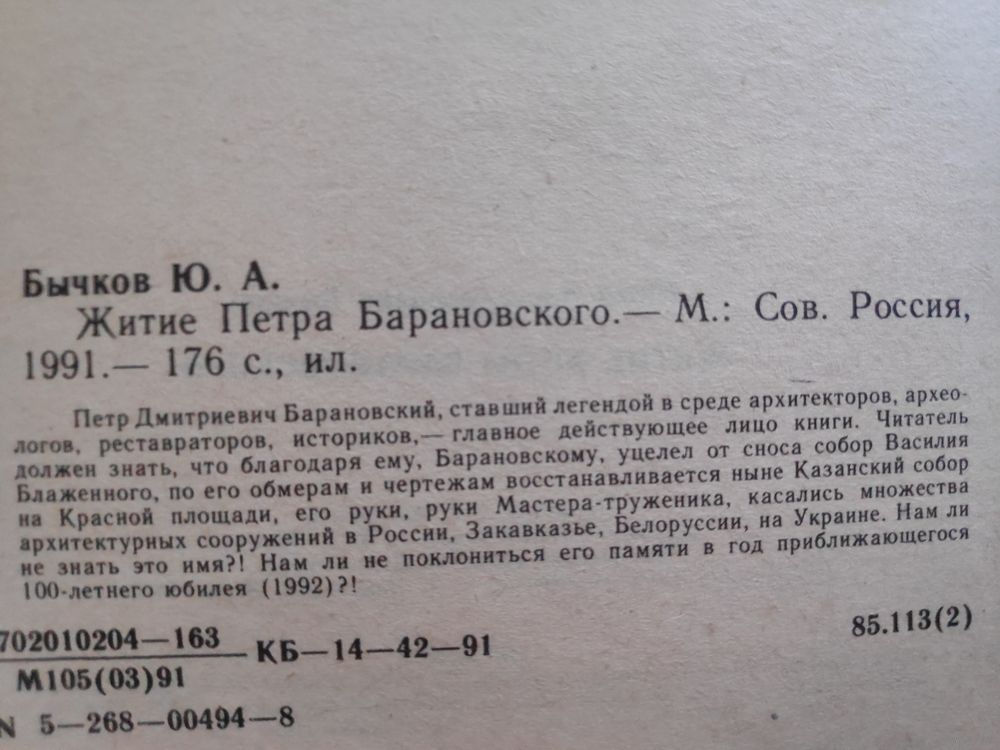 Бычков Ю. А.
Житие Петра Барановского.— М.: Сов. Россия,
1991.— 176 с., ил.
Петр Дмитриевич Барановский, ставший легендой в среде архитекторов, архео-
логов, реставраторов, историков,— главное действующее лицо книги. Читатель
должен знать, что благодаря ему, Барановскому, уцелел от сноса собор Василия
Блаженного, по его обмерам и чертежам восстанавливается ныне Казанский собор
на Красной площади, его руки, руки Мастера-труженика, касались множества
архитектурных сооружений в России, Закавказье, Белоруссии, на Украине. Нам ли
не знать это имя?! Нам ли не поклониться его памяти в год приближающегося
100-летнего юбилея (1992)?!
702010204—163
М105(03)91
КБ—14—42—91
85.113(2)
N 5—268—00494—8